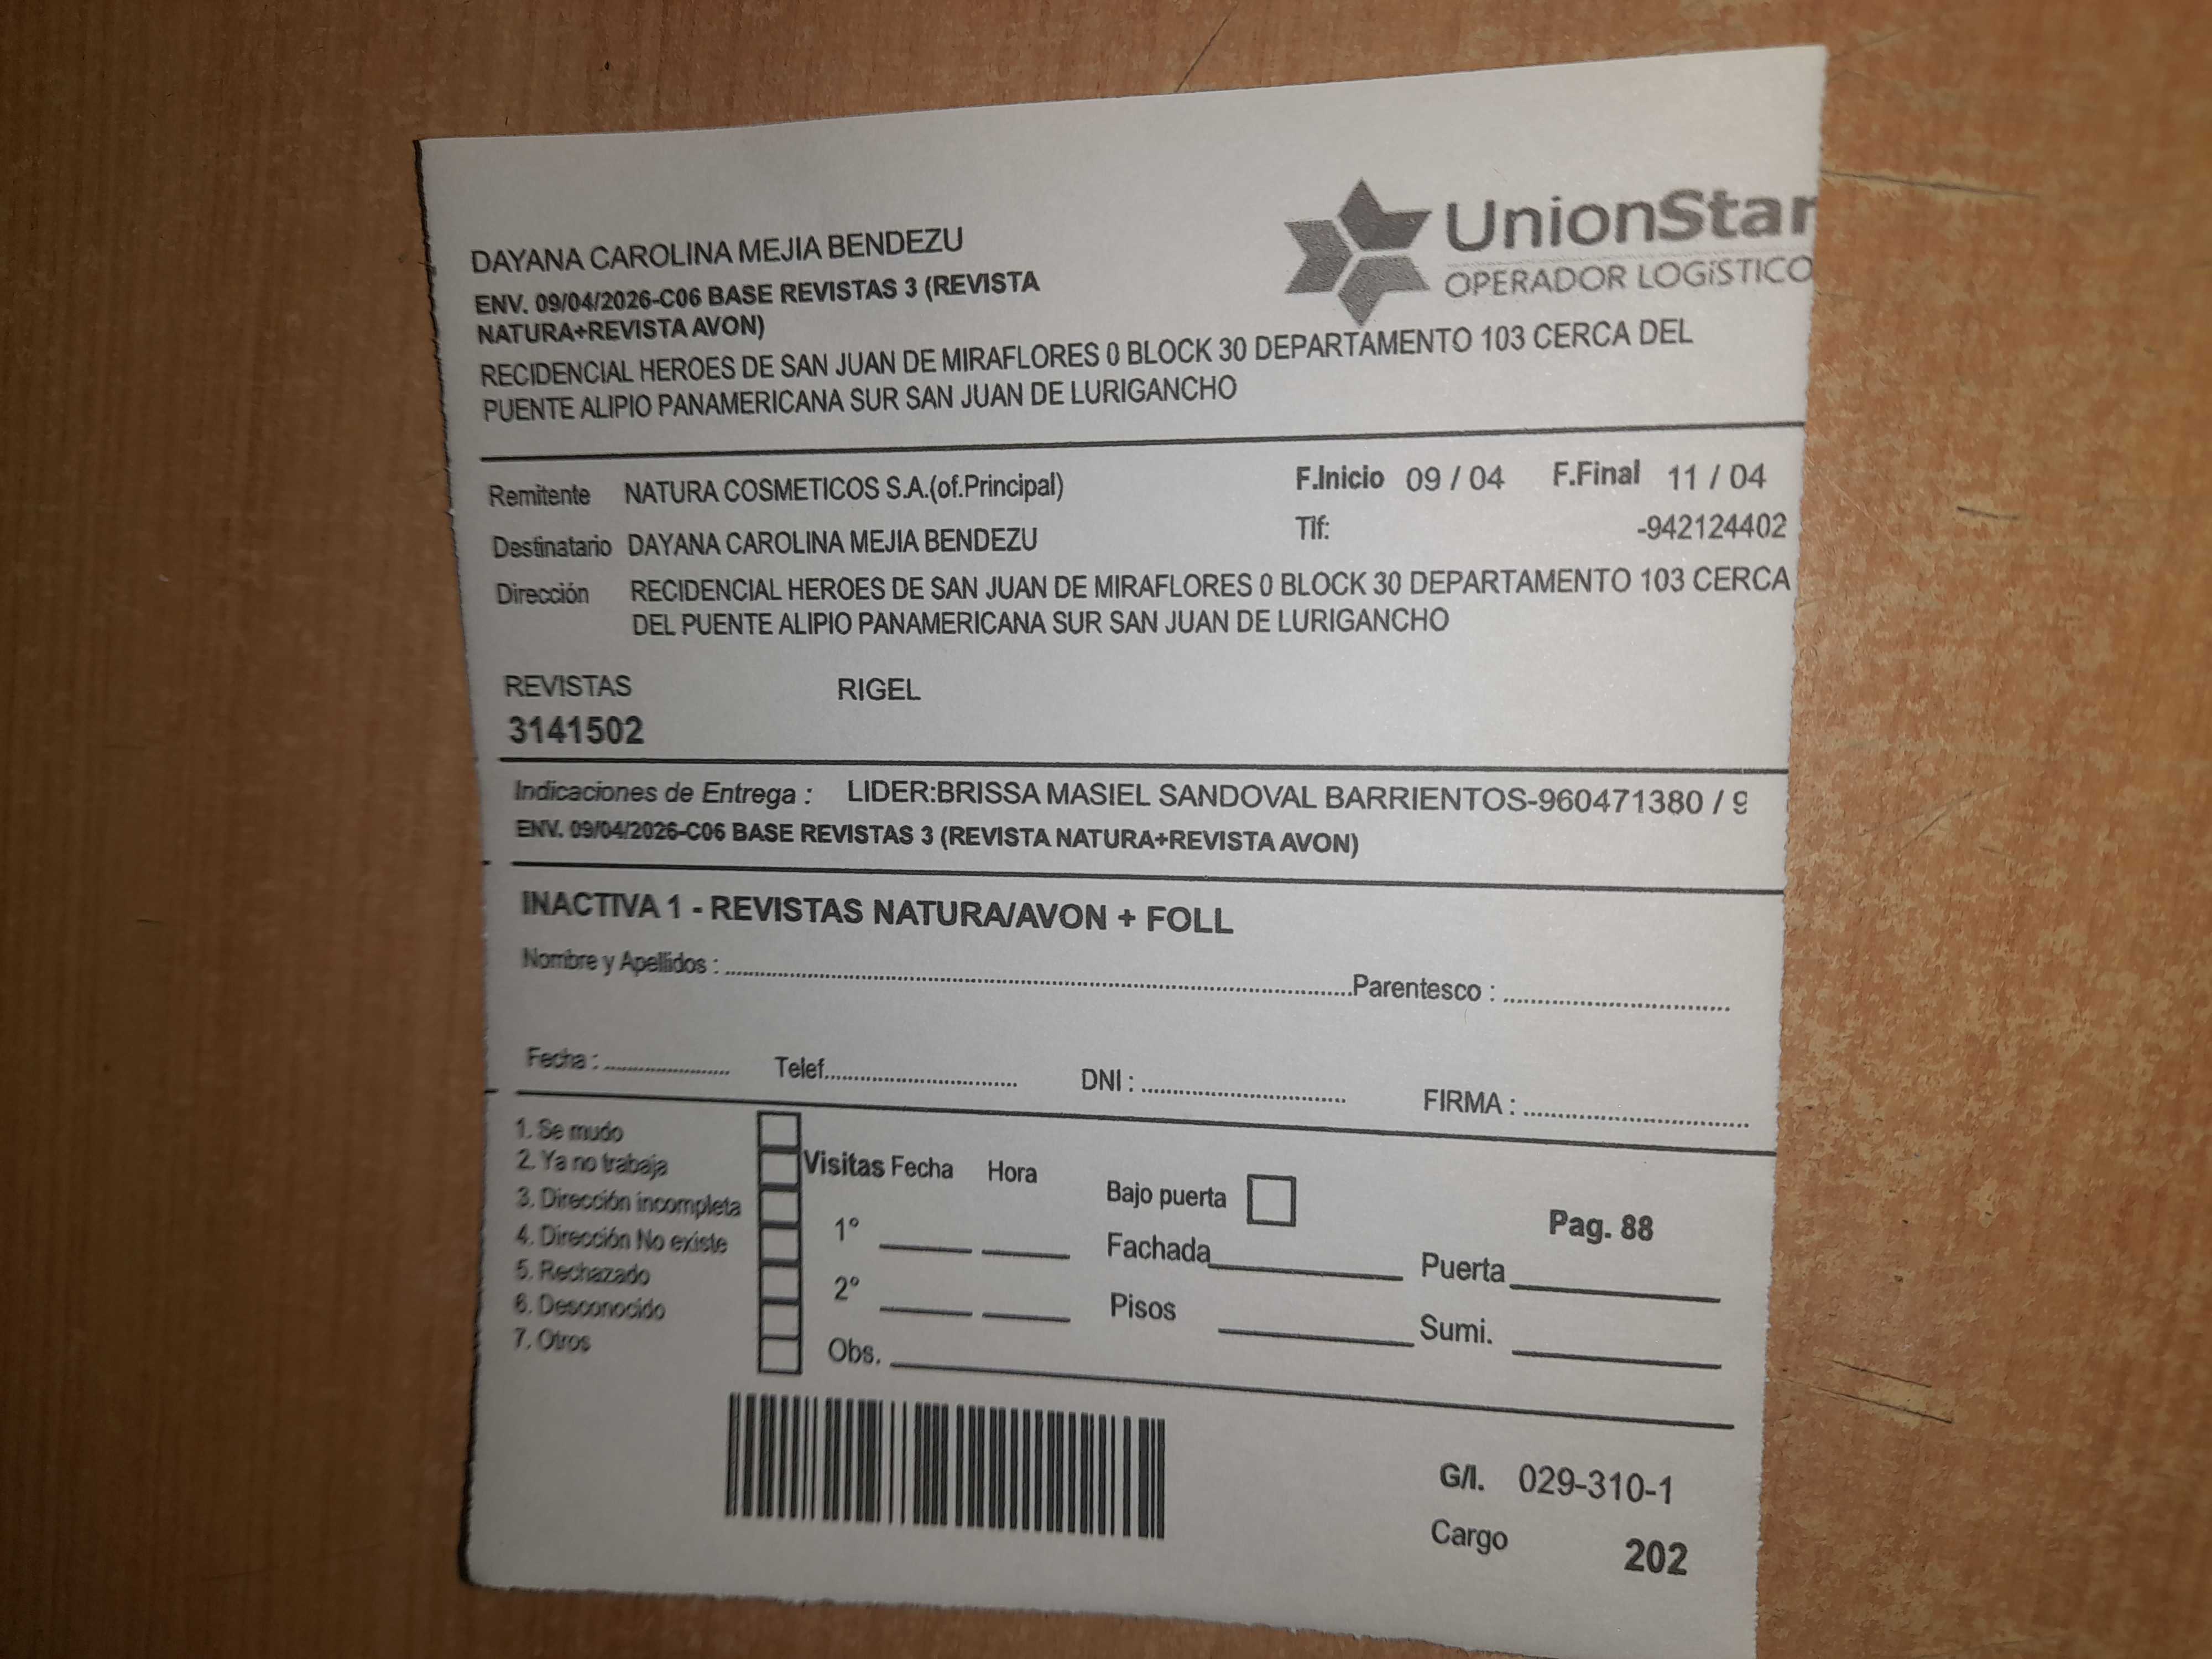 UnionStar
OPERADOR LOGíSTICO
DAYANA CAROLINA MEJIA BENDEZU
ENV. 09/04/2026-C06 BASE REVISTAS 3 (REVISTA
NATURA+REVISTA AVON)
RECIDENCIAL HEROES DE SAN JUAN DE MIRAFLORES 0 BLOCK 30 DEPARTAMENTO 103 CERCA DEL
PUENTE ALIPIO PANAMERICANA SUR SAN JUAN DE LURIGANCHO
Remitente NATURA COSMETICOS S.A.(of.Principal) F.Inicio 09 / 04 F.Final 11 / 04
Destinatario DAYANA CAROLINA MEJIA BENDEZU Tlf: -942124402
Dirección RECIDENCIAL HEROES DE SAN JUAN DE MIRAFLORES 0 BLOCK 30 DEPARTAMENTO 103 CERCA
DEL PUENTE ALIPIO PANAMERICANA SUR SAN JUAN DE LURIGANCHO
REVISTAS RIGEL
3141502
Indicaciones de Entrega : LIDER:BRISSA MASIEL SANDOVAL BARRIENTOS-960471380 / 9
ENV. 09/04/2026-C06 BASE REVISTAS 3 (REVISTA NATURA+REVISTA AVON)
INACTIVA 1 - REVISTAS NATURA/AVON + FOLL
Nombre y Apellidos : Parentesco :
Fecha : Telef. DNI : FIRMA :
1. Se mudo
2. Ya no trabaja
3. Dirección incompleta
4. Dirección No existe
5. Rechazado
6. Desconocido
7. Otros
Visitas Fecha Hora
1°
2°
Obs.
Bajo puerta
Fachada Puerta
Pisos Sumi.
Pag. 88
G/I. 029-310-1
Cargo 202